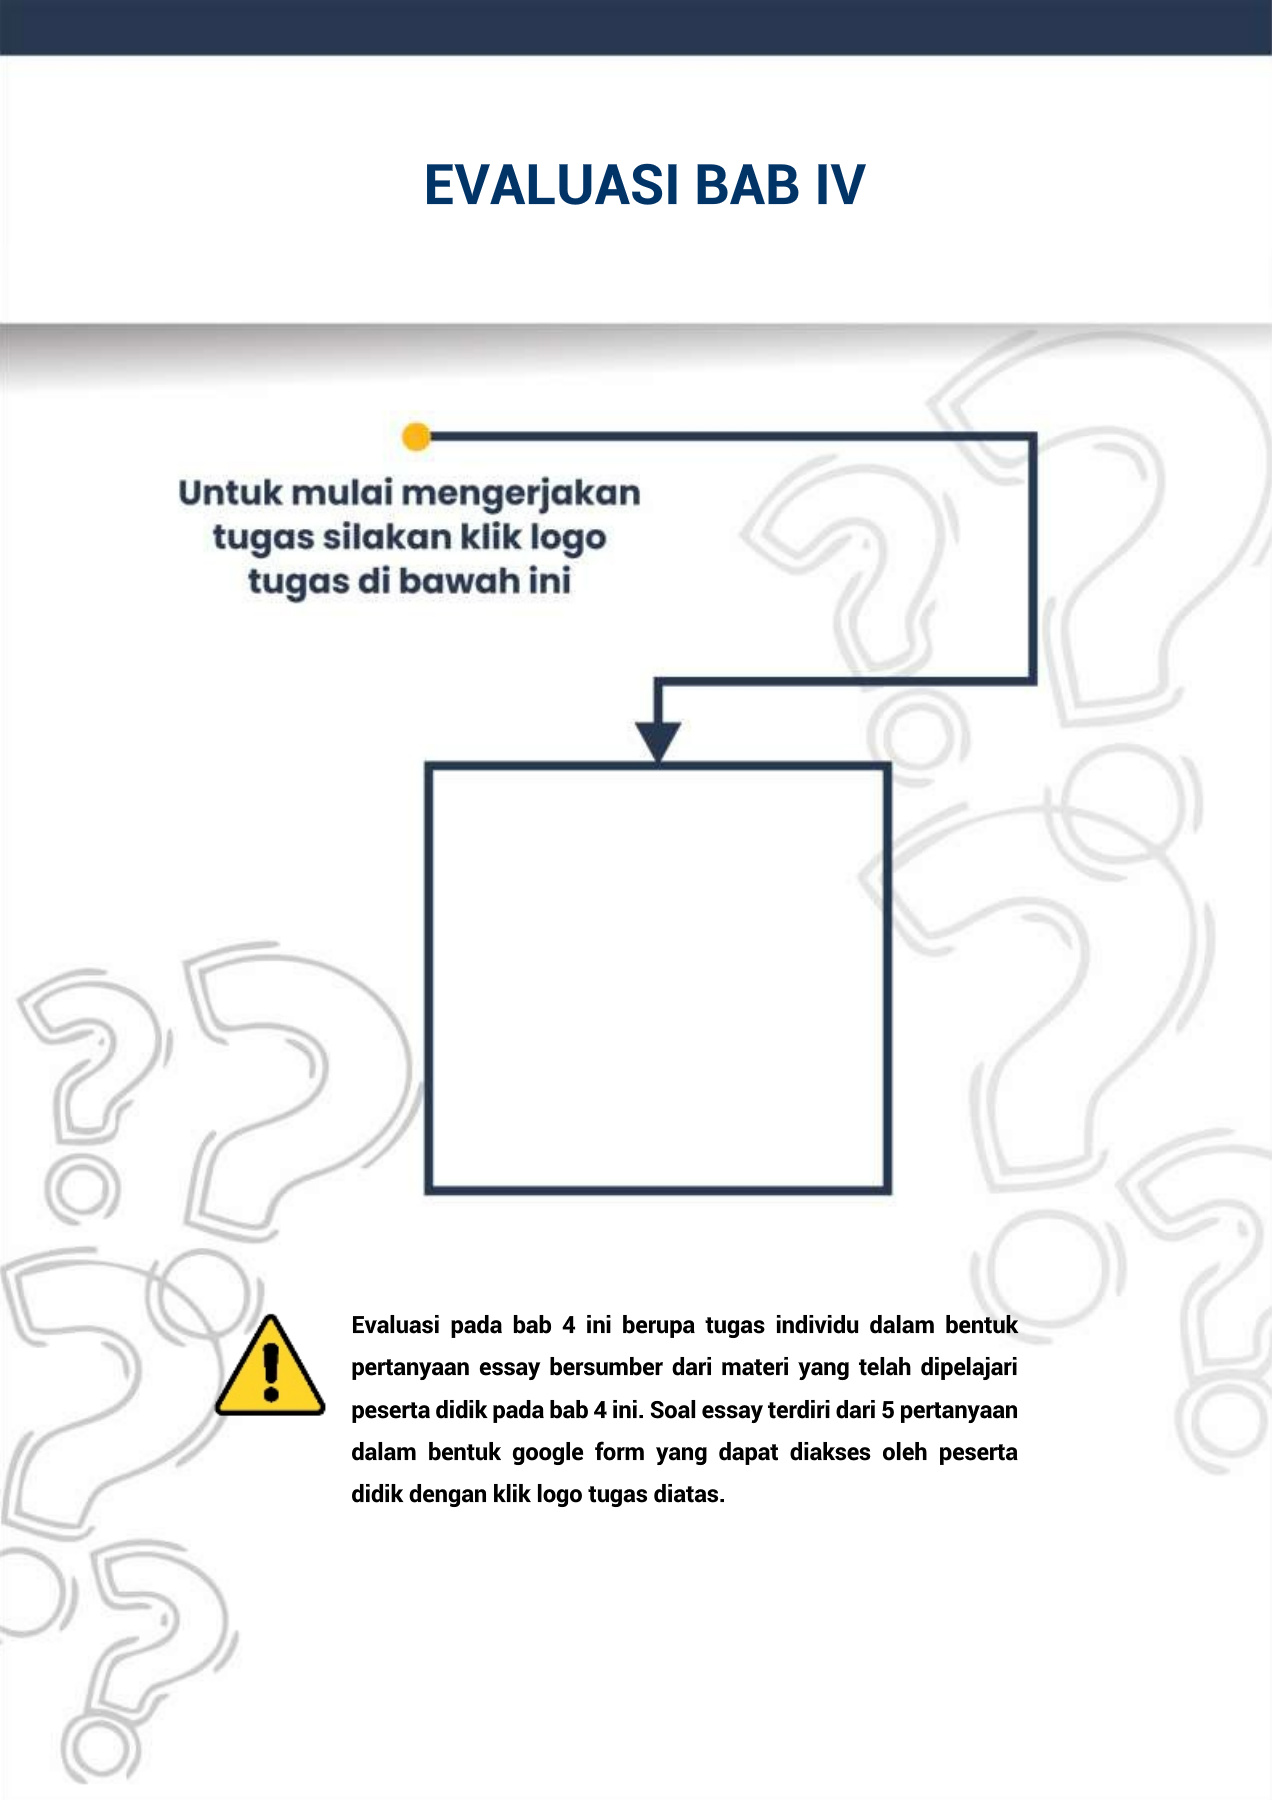 EVALUASI BAB IV
Untuk mulai mengerjakan
tugas silakan klik logo
tugas di bawah ini
Evaluasi pada bab 4 ini berupa tugas individu dalam bentuk
pertanyaan essay bersumber dari materi yang telah dipelajari
peserta didik pada bab 4 ini. Soal essay terdiri dari 5 pertanyaan
dalam bentuk google form yang dapat diakses oleh peserta
didik dengan klik logo tugas diatas.